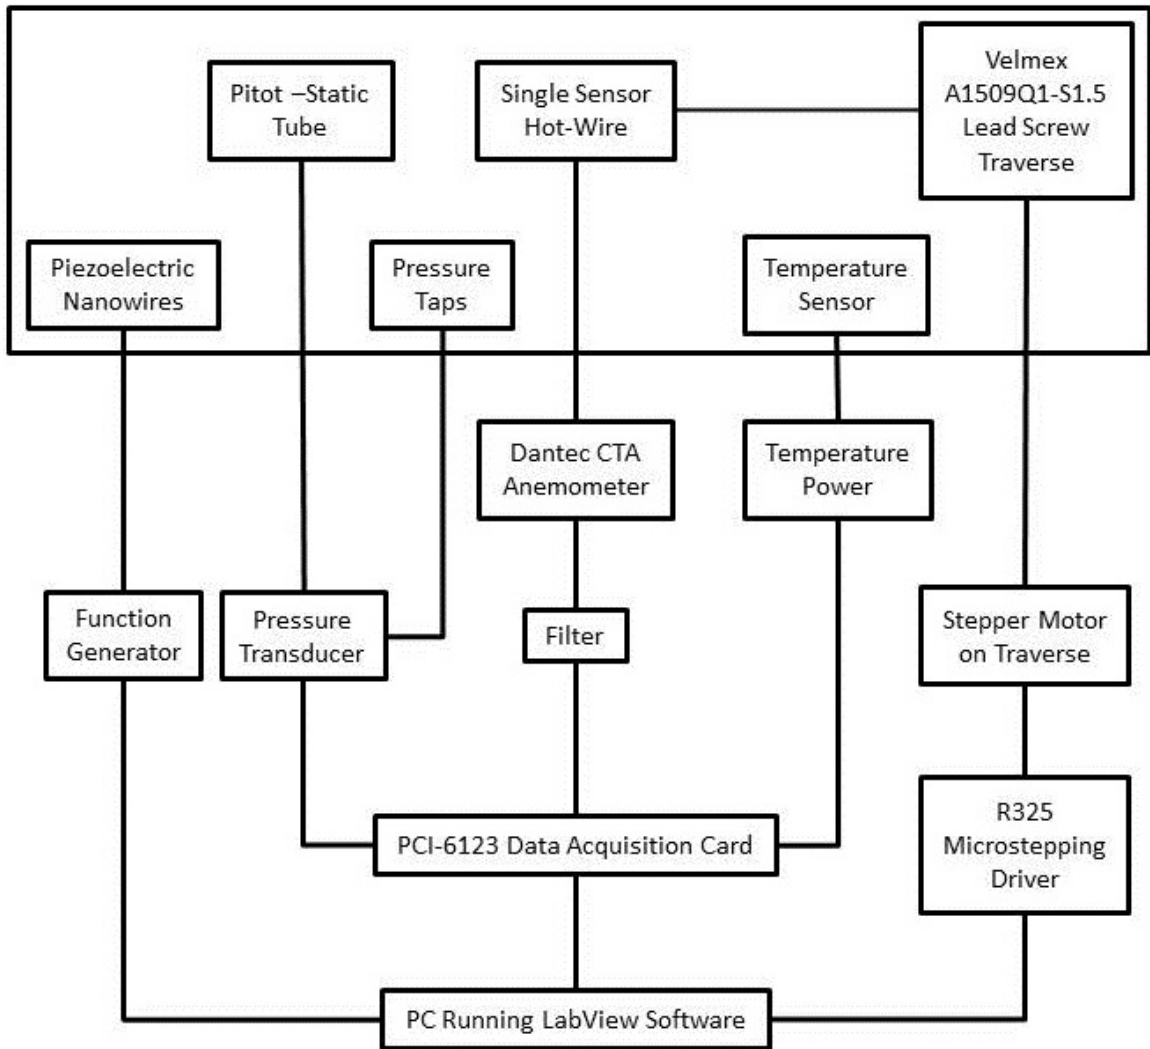 Pitot –Static
Tube
Single Sensor
Hot-Wire
Velmex
A1509Q1-S1.5
Lead Screw
Traverse
Piezoelectric
Nanowires
Pressure
Taps
Temperature
Sensor
Dantec CTA
Anemometer
Temperature
Power
Function
Generator
Pressure
Transducer
Filter
Stepper Motor
on Traverse
PCI-6123 Data Acquisition Card
R325
Microstepping
Driver
PC Running LabView Software